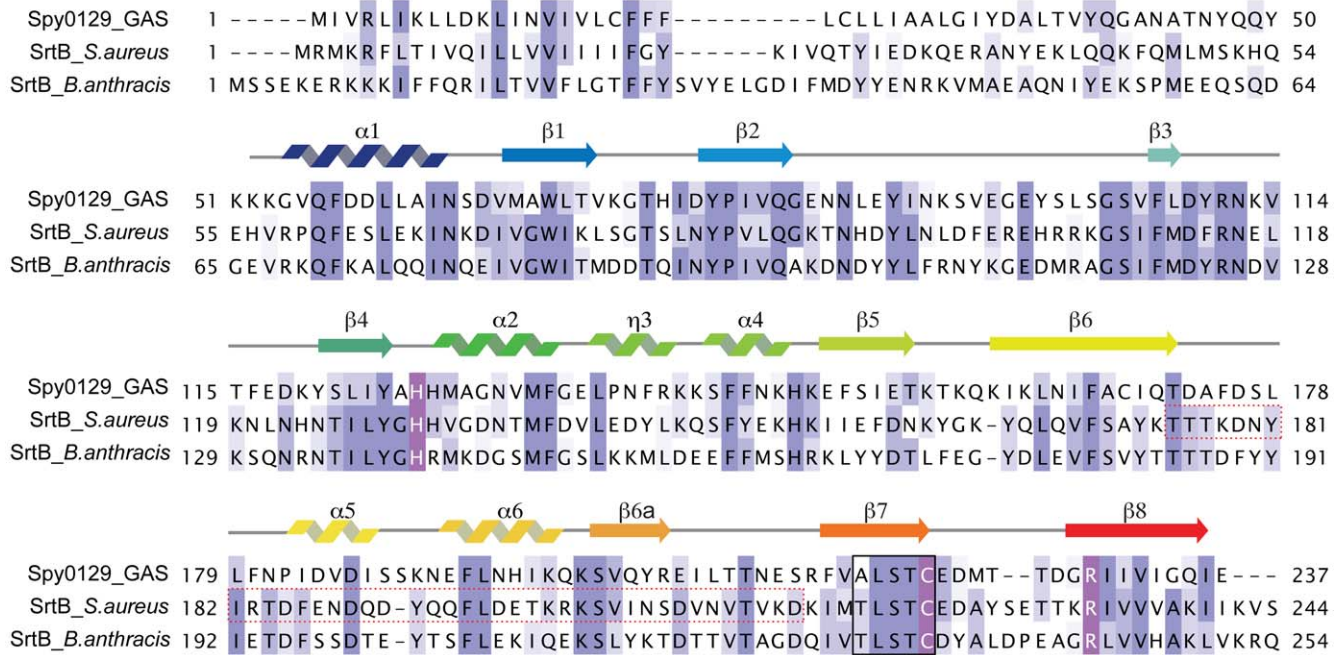 Spy0129_GAS 1 -----MIVRLIKLLDKLINVIVLCFFF---------LCLLIAALGIYDALTVYQGANATNYQQY 50
SrtB_S.aureus 1 ----MRMKRFLTIVQILLVVIIIIFGY-------KIVQTYIEDKQERANYEKLQQKFQMLMSKHQ 54
SrtB_B.anthracis 1 MSSEKERKKKIFFQRILTVVFLGTFFYSVYELGDIFMDYYENRKVMAEAQNIYEKSPMEEQSQD 64
α1 β1 β2 β3
Spy0129_GAS 51 KKKGVQFDDLLAINSDVMAWLTVKGTHIDYPIVQGENNLEYINKSVEGEYSLSGSVFLDYRNKV 114
SrtB_S.aureus 55 EHVRPQFESLEKINKDIVGWIKLSGTSLNYPVLQGKTNHDYLNLDFEREHRRKGSIFMDFRNEL 118
SrtB_B.anthracis 65 GEVRKQFKALQQINQEIVGWITMDDTQINYPIVQAKDNDYYLFRNYKGEDMRAGSIFMDYRNDV 128
β4 α2 η3 α4 β5 β6
Spy0129_GAS 115 TFEDKYSLIYAHHMAGNVMFGELPNFRKKSFFNKHKEFSIETKTKQKIKLNIFACIQTDAFDSL 178
SrtB_S.aureus 119 KNLNHNTILYGHHVGDNTMFDVLEDYLKQSFYEKHKIIEFDNKYGK-YQLQVFSAYKTTTKDNY 181
SrtB_B.anthracis 129 KSQNRNTILYGHRMKDGSMFGSLKKMLDEEFFMSHRKLYYDTLFEG-YDLEVFSVYTTTTDFYY 191
α5 α6 β6a β7 β8
Spy0129_GAS 179 LFNPIDVDISSKNEFLNHIKQKSVQYREILTTNESRFVALSTCEDMT--TDGRIIVIGQIE--- 237
SrtB_S.aureus 182 IRTDFENDQD-YQQFLDETKRKSVINSDVNVTVKDKIMTLSTCEDAYSETTKRIVVVAKIIKVS 244
SrtB_B.anthracis 192 IETDFSSDTE-YTSFLEKIQEKSLYKTDTTVTAGDQIVTLSTCDYALDPEAGRLVVHAKLVKRQ 254